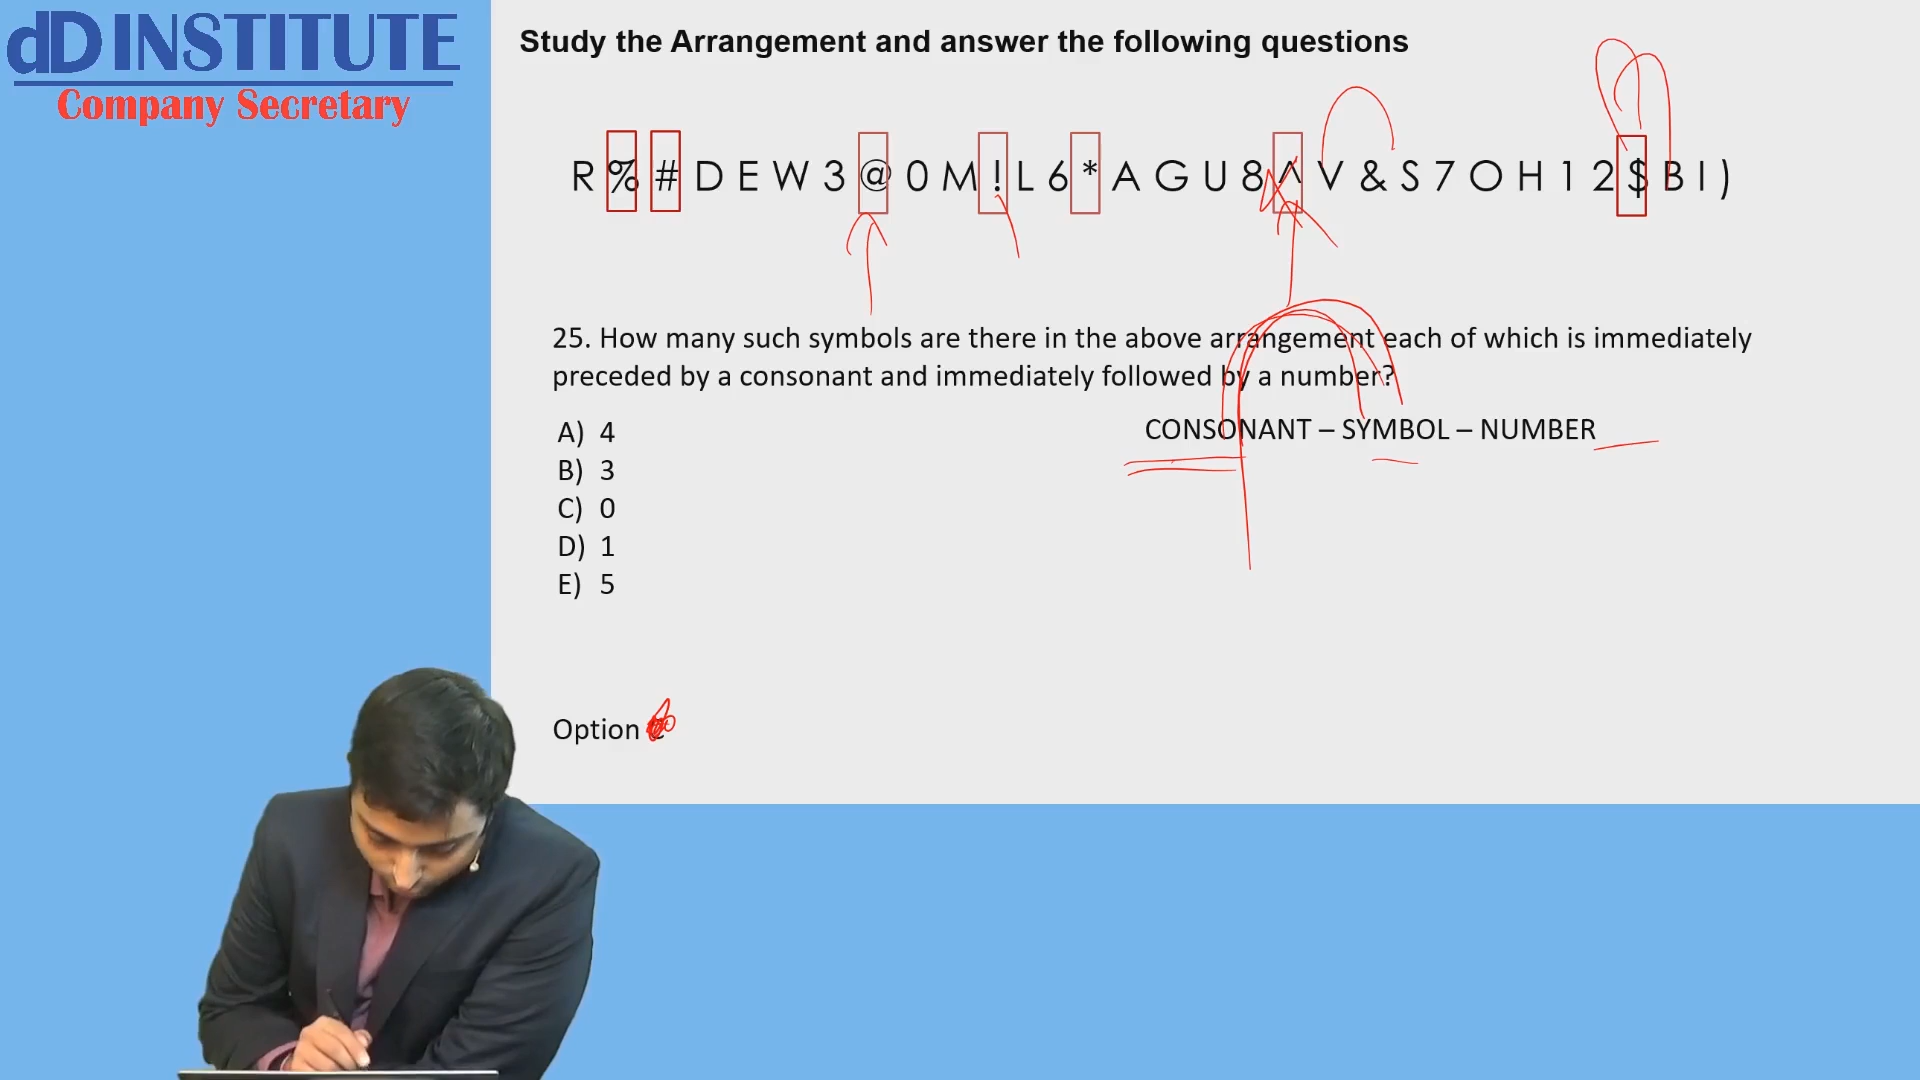 dD INSTITUTE
Company Secretary
Study the Arrangement and answer the following questions
R % # D E W 3 @ 0 M ! L 6 * A G U 8 ^ V & S 7 O H 1 2 $ B I )
25. How many such symbols are there in the above arrangement each of which is immediately
preceded by a consonant and immediately followed by a number?
A) 4
B) 3
C) 0
D) 1
E) 5
CONSONANT – SYMBOL – NUMBER
Option